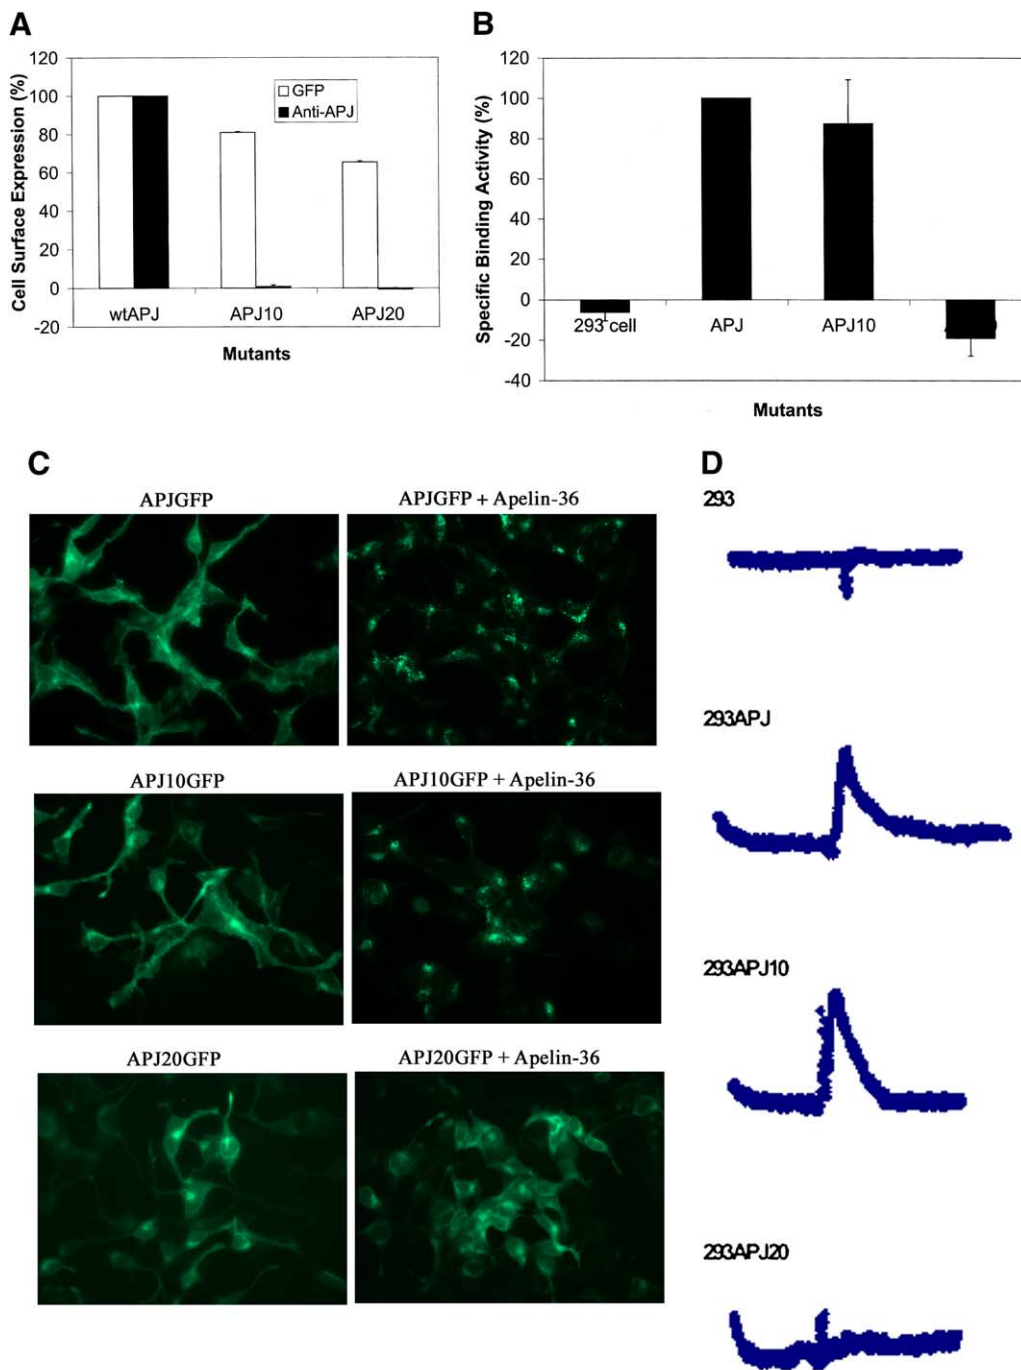 A
120
100
80
60
40
20
0
-20
Cell Surface Expression (%)
GFP
Anti-APJ
wtAPJ APJ10 APJ20
Mutants
B
120
100
80
60
40
20
0
-20
-40
Specific Binding Activity (%)
293 cell APJ APJ10
Mutants
C
APJGFP
APJGFP + Apelin-36
APJ10GFP
APJ10GFP + Apelin-36
APJ20GFP
APJ20GFP + Apelin-36
D
293
293APJ
293APJ10
293APJ20